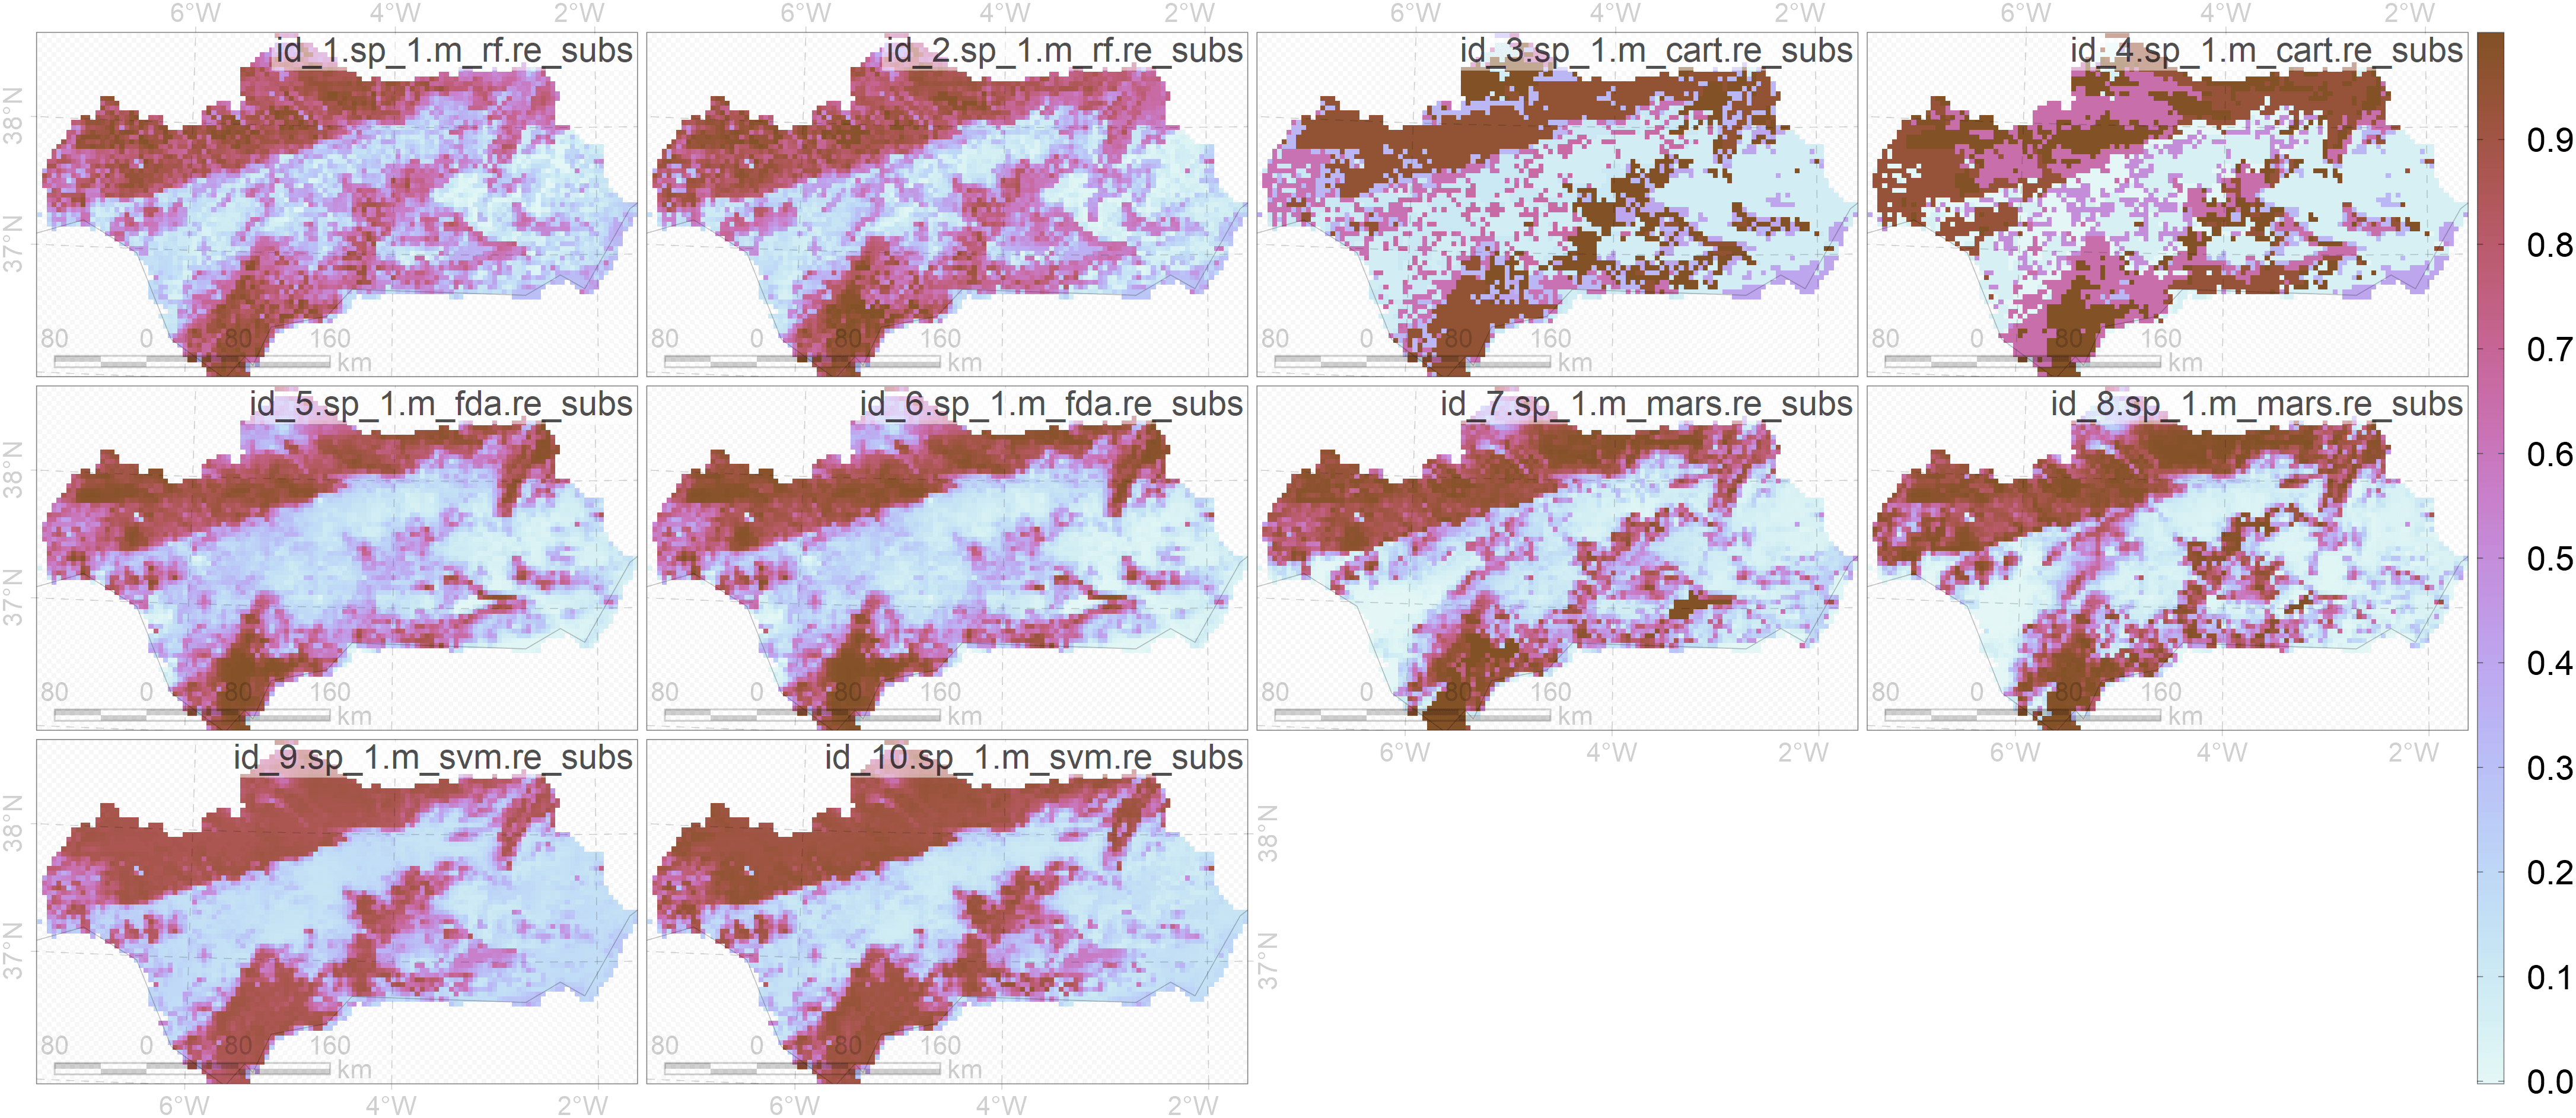 6°W 4°W 2°W 6°W 4°W 2°W 6°W 4°W 2°W 6°W 4°W 2°W
id_1.sp_1.m_rf.re_subs id_2.sp_1.m_rf.re_subs id_3.sp_1.m_cart.re_subs id_4.sp_1.m_cart.re_subs
38°N
0.9
37°N
0.8
80 0 80 160 80 0 80 160 80 0 80 160 80 0 80 160
km km km km
0.7
id_5.sp_1.m_fda.re_subs id_6.sp_1.m_fda.re_subs id_7.sp_1.m_mars.re_subs id_8.sp_1.m_mars.re_subs
0.6
38°N
0.5
37°N
0.4
80 0 80 160 80 0 80 160 80 0 80 160 80 0 80 160
km km km km
6°W 4°W 2°W 6°W 4°W 2°W
id_9.sp_1.m_svm.re_subs id_10.sp_1.m_svm.re_subs
0.3
38°N 38°N
0.2
37°N 37°N
0.1
80 0 80 160 80 0 80 160
km km
0.0
6°W 4°W 2°W 6°W 4°W 2°W